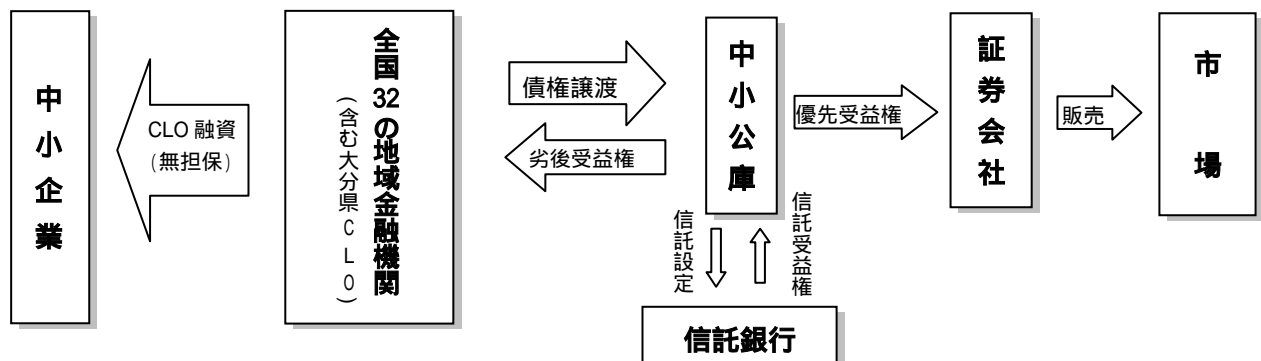 中小企業
CLO 融資
(無担保)
全国32の地域金融機関
(含む大分県CLO)
債権譲渡
劣後受益権
中小公庫
信託設定
信託受益権
信託銀行
優先受益権
証券会社
販売
市場